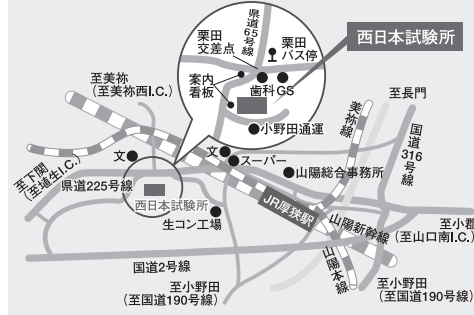 県道65号線
栗田
交差点
栗田
バス停
西日本試験所
案内
看板
歯科
GS
小野田通運
至美祢
(至美祢西I.C.)
美祢線
至長門
国道316号線
至下関
(至埴生I.C.)
文
文
スーパー
県道225号線
山陽総合事務所
西日本試験所
生コン工場
JR厚狭駅
山陽新幹線
至小郡
(至山口南I.C.)
山陽本線
国道2号線
至小野田
(至国道190号線)
至小野田
(至国道190号線)